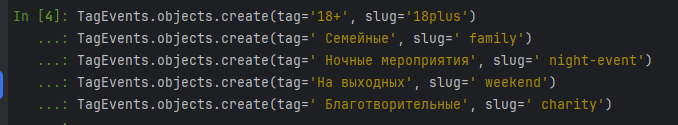 In [4]: TagEvents.objects.create(tag='18+', slug='18plus')
...: TagEvents.objects.create(tag=' Семейные', slug=' family')
...: TagEvents.objects.create(tag=' Ночные мероприятия', slug=' night-event')
...: TagEvents.objects.create(tag='На выходных', slug=' weekend')
...: TagEvents.objects.create(tag=' Благотворительные', slug=' charity')